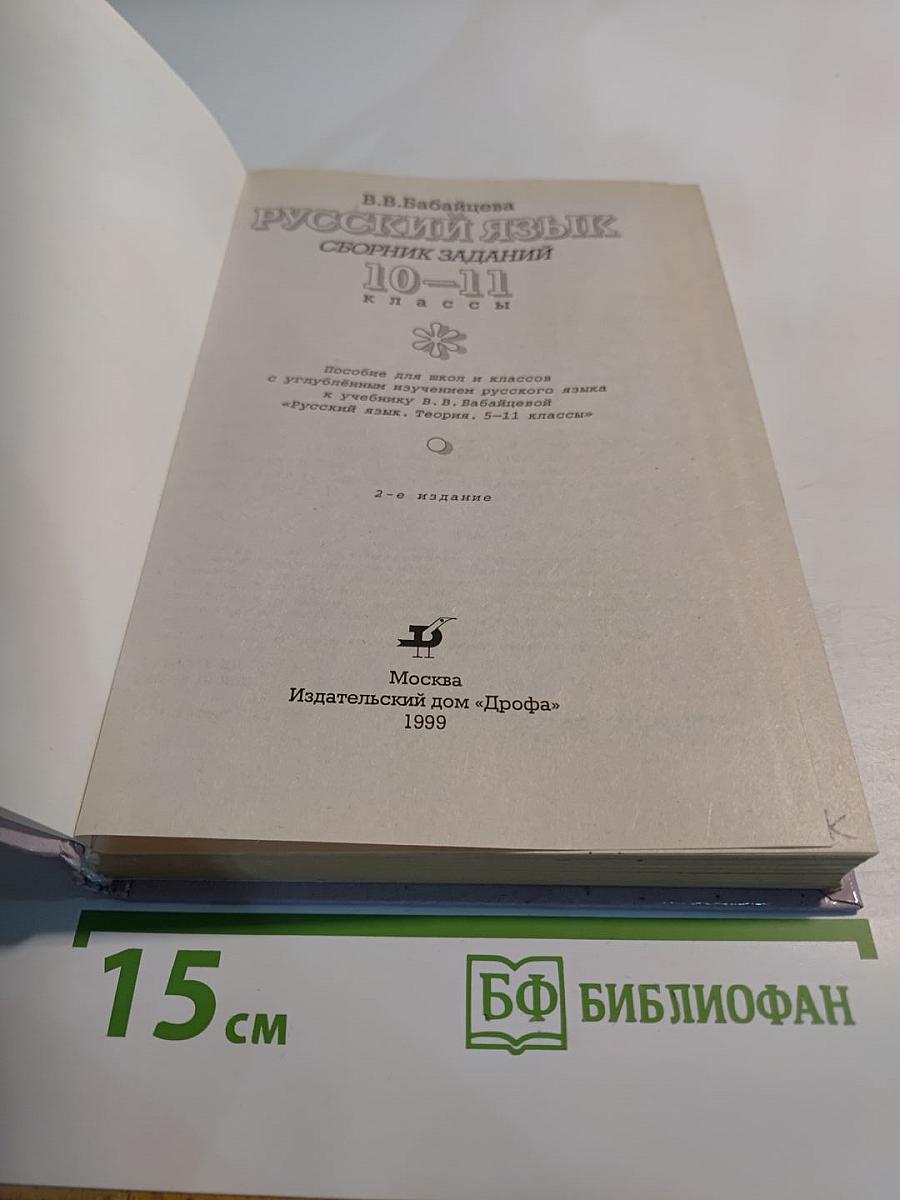 В.В.Бабайцева
РУССКИЙ ЯЗЫК
СБОРНИК ЗАДАНИЙ
10—11
классы
Пособие для школ и классов
с углублённым изучением русского языка
к учебнику В.В.Бабайцевой
«Русский язык. Теория. 5—11 классы»
2-е издание
Москва
Издательский дом «Дрофа»
1999
К
15 см
БФ БИБЛИОФАН